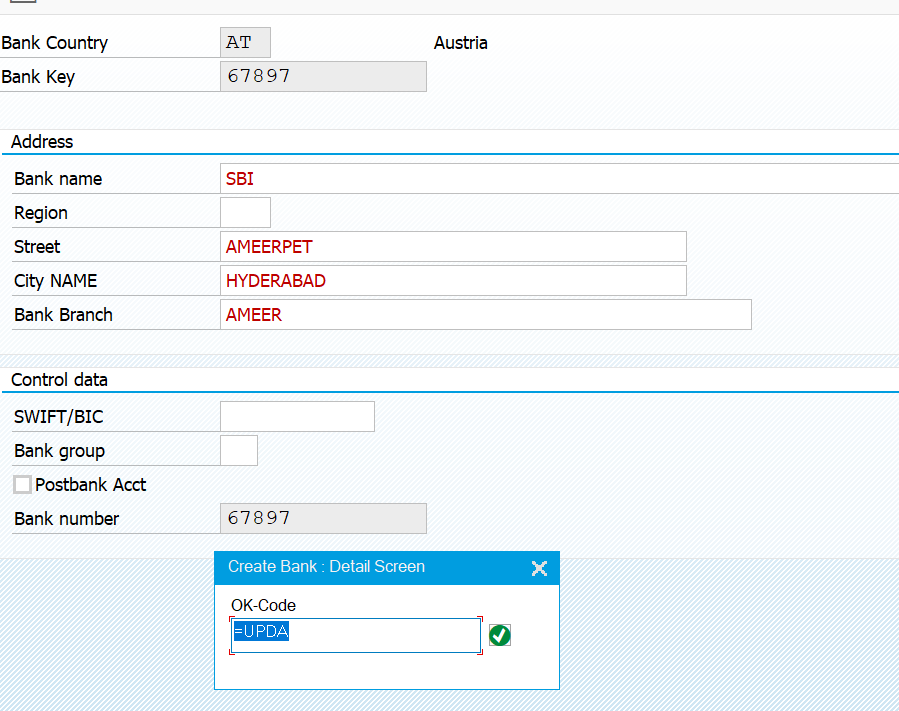 Bank Country AT Austria
Bank Key 67897
Address
Bank name SBI
Region
Street AMEERPET
City NAME HYDERABAD
Bank Branch AMEER
Control data
SWIFT/BIC
Bank group
Postbank Acct
Bank number 67897
Create Bank : Detail Screen
OK-Code
=UPDA